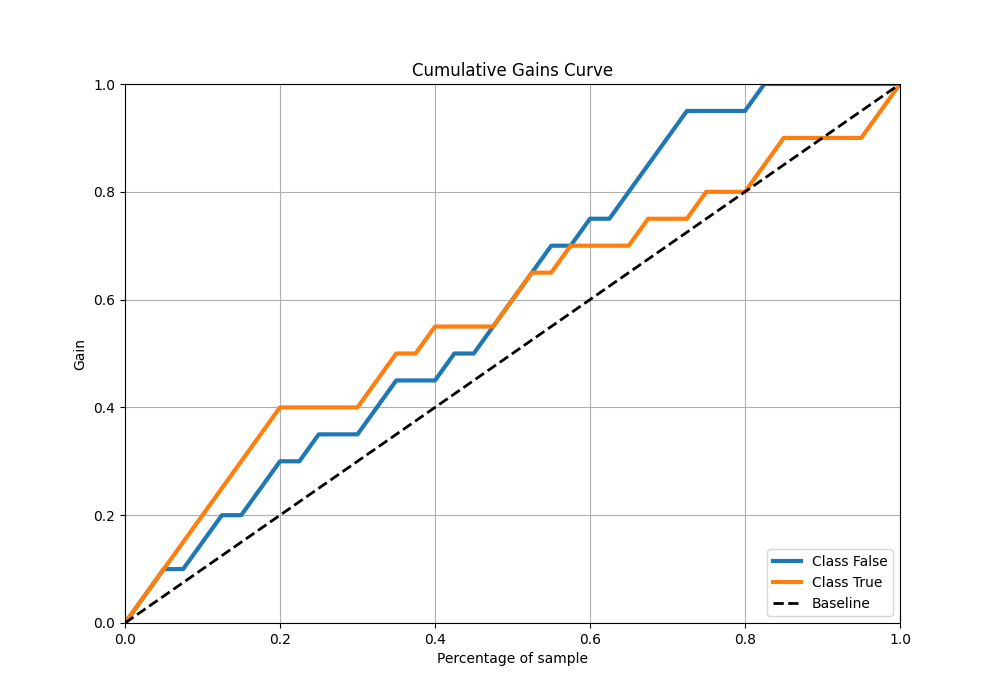 Cumulative Gains Curve
1.0
0.8
0.6
0.4
0.2
0.0
Gain
0.0 0.2 0.4 0.6 0.8 1.0
Percentage of sample
Class False
Class True
Baseline